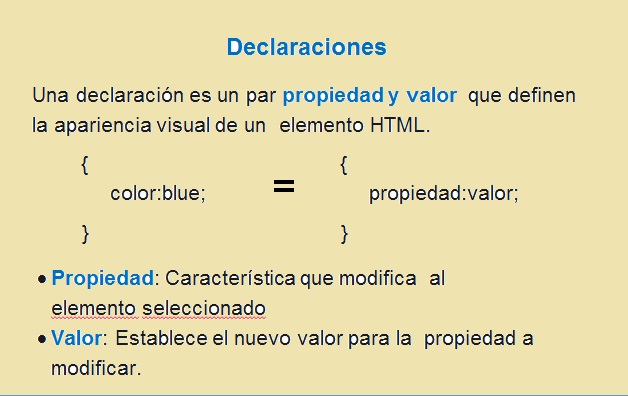 Declaraciones
Una declaración es un par propiedad y valor que definen
la apariencia visual de un elemento HTML.
{ {
color:blue; = propiedad:valor;
} }
• Propiedad: Característica que modifica al
elemento seleccionado
• Valor: Establece el nuevo valor para la propiedad a
modificar.